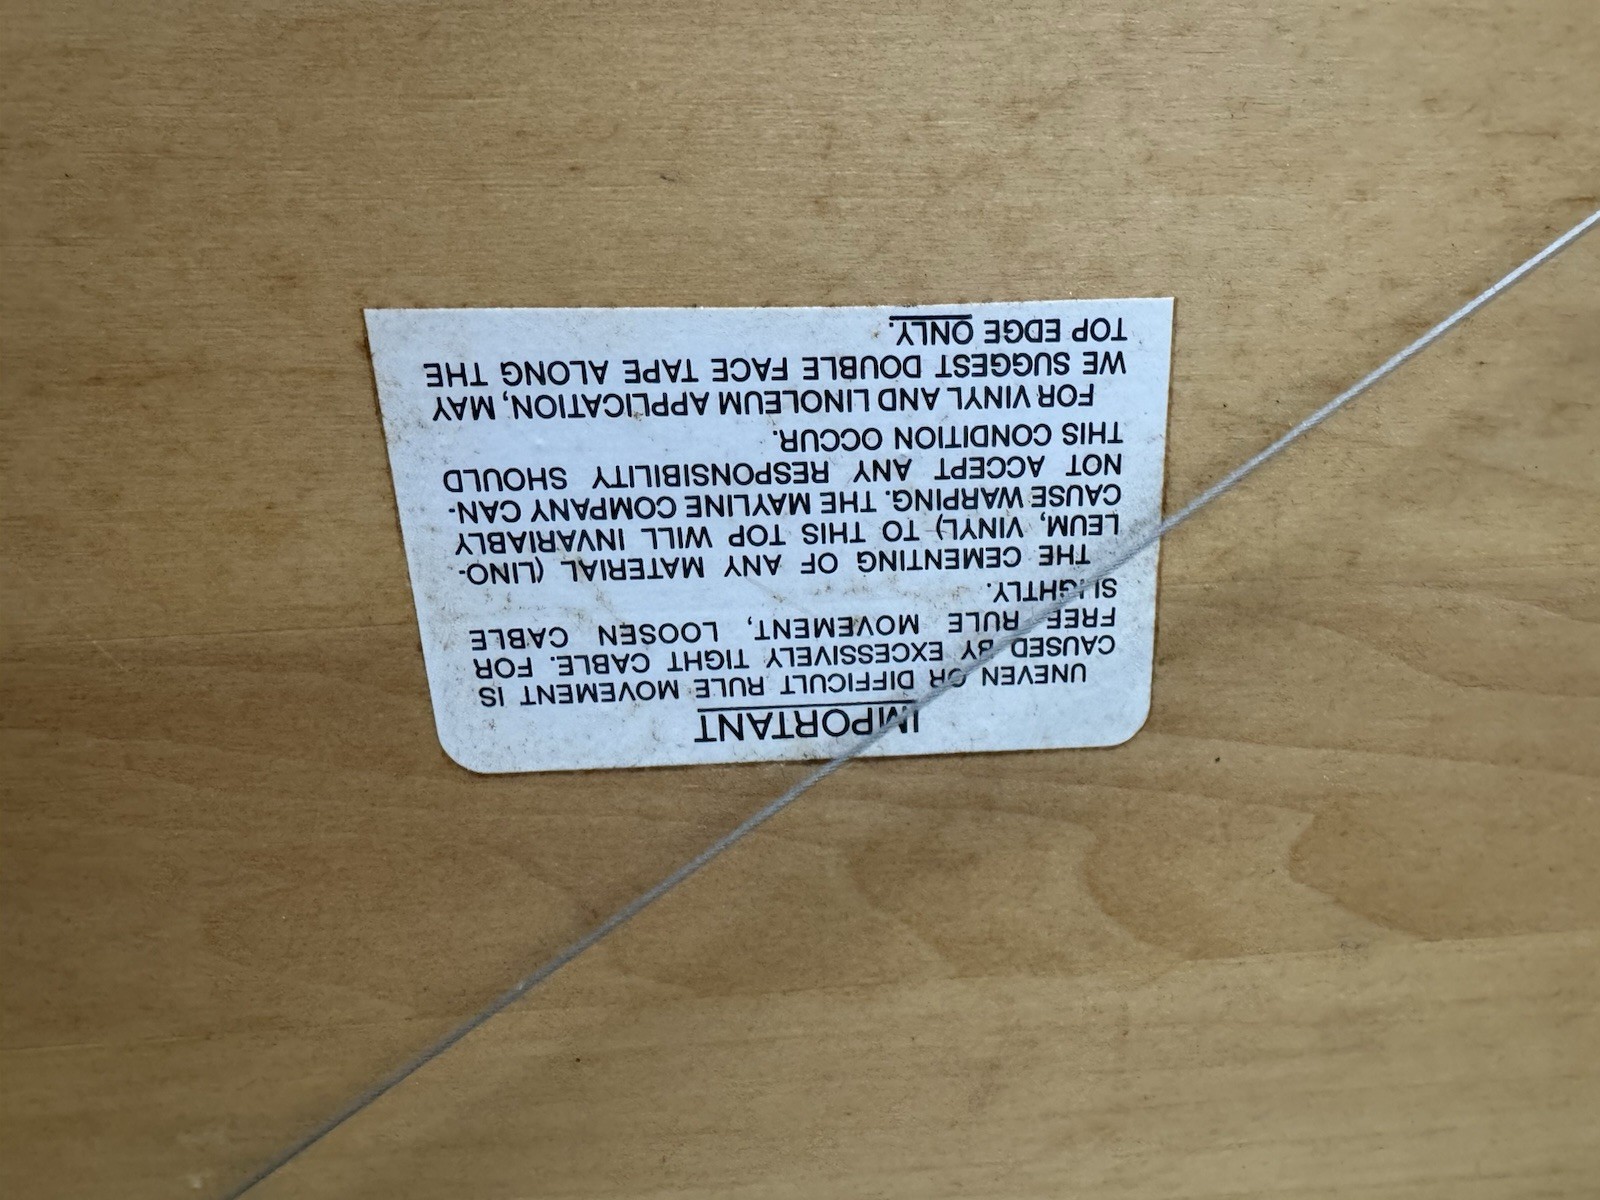 IMPORTANT
UNEVEN OR DIFFICULT RULE MOVEMENT IS
CAUSED BY EXCESSIVELY TIGHT CABLE. FOR
FREE RULE MOVEMENT, LOOSEN CABLE
SLIGHTLY.
THE CEMENTING OF ANY MATERIAL (LINO-
LEUM, VINYL) TO THIS TOP WILL INVARIABLY
CAUSE WARPING. THE MAYLINE COMPANY CAN-
NOT ACCEPT ANY RESPONSIBILITY SHOULD
THIS CONDITION OCCUR.
FOR VINYL AND LINOLEUM APPLICATION, MAY
WE SUGGEST DOUBLE FACE TAPE ALONG THE
TOP EDGE ONLY.